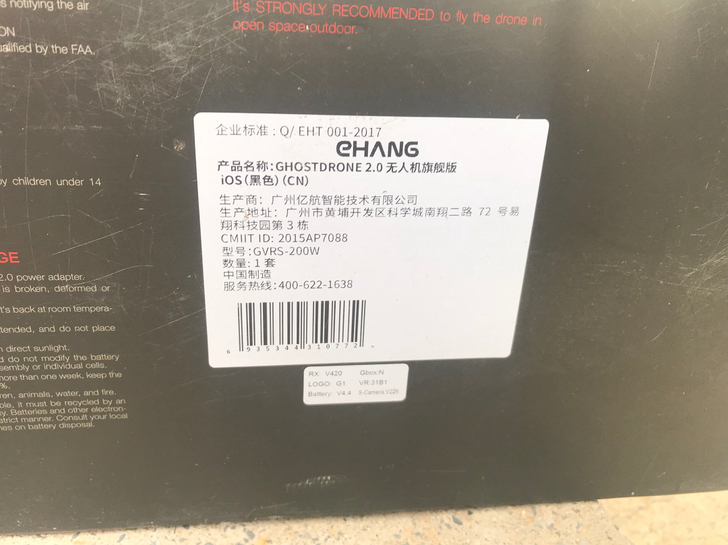 s notifying the air
ON
alified by the FAA.
It's STRONGLY RECOMMENDED to fly the drone in
open space outdoor.
企业标准：Q/ EHT 001-2017
EHANG
产品名称:GHOSTDRONE 2.0 无人机旗舰版
iOS(黑色)(CN)
生产商：广州亿航智能技术有限公司
生产地址：广州市黄埔开发区科学城南翔二路 72 号易
翔科技园第 3 栋
CMIIT ID: 2015AP7088
型号:GVRS-200W
数量: 1 套
中国制造
服务热线:400-622-1638
6 935344 310772
RX: V420 Gbox:N
LOGO: G1 VR:31B1
Battery: V4.4
y children under 14
GE
2.0 power adapter.
is broken, deformed or
t's back at room tempera-
tended, and do not place
n direct sunlight.
d do not modify the battery
sembly or individual cells.
more than one week, keep the
%.
ren, animals, water, and fire.
ole, it must be recycled by an
y. Batteries and other electron-
strict manner. Consult your local
es on battery disposal.